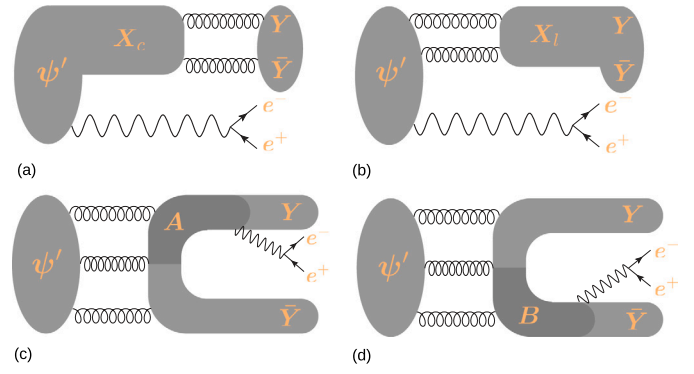 X_c Y
ψ′ Ȳ
e⁻
e⁺
(a)
X_l Y
ψ′ Ȳ
e⁻
e⁺
(b)
A Y
ψ′ e⁻
e⁺
Ȳ
(c)
Y
ψ′ e⁻
e⁺
B Ȳ
(d)